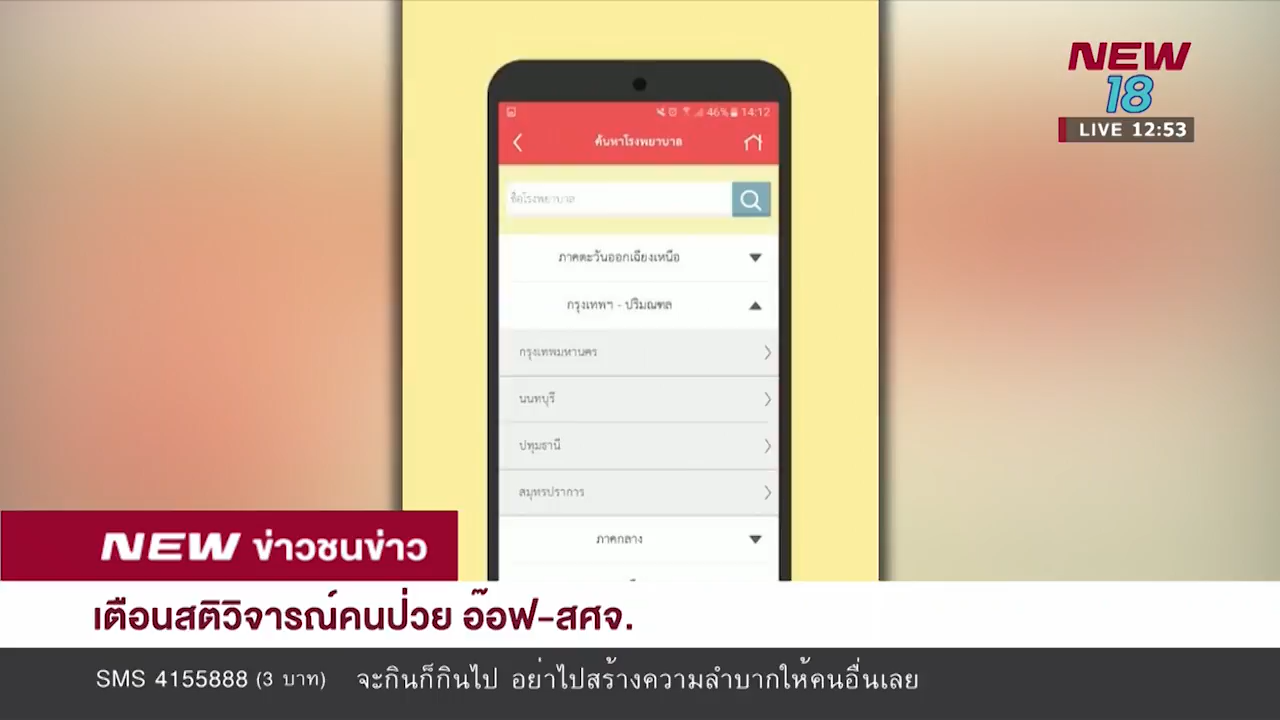 NEW
18
LIVE 12:53
46% 14:12
ค้นหาโรงพยาบาล
ชื่อโรงพยาบาล
ภาคตะวันออกเฉียงเหนือ
กรุงเทพฯ - ปริมณฑล
กรุงเทพมหานคร
นนทบุรี
ปทุมธานี
สมุทรปราการ
ภาคกลาง
NEW ข่าวชนข่าว
เตือนสติวิจารณ์คนป่วย อ๊อฟ-สศจ.
SMS 4155888 (3 บาท) จะกินก็กินไป อย่าไปสร้างความลำบากให้คนอื่นเลย